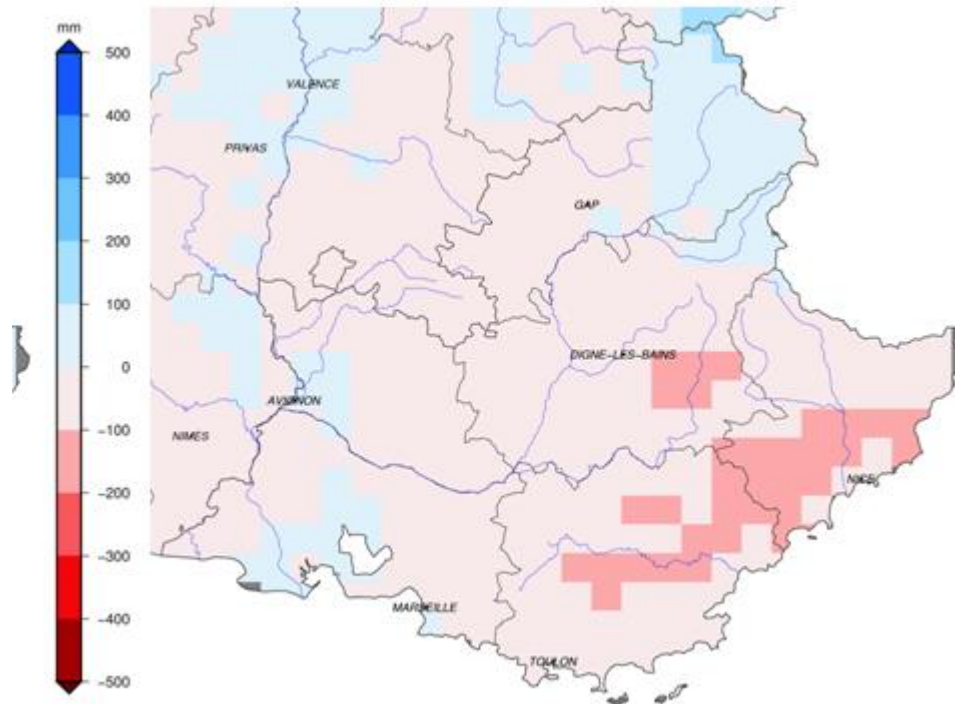 mm
500
400
300
200
100
0
-100
-200
-300
-400
-500
VALENCE
PRIVAS
GAP
DIGNE-LES-BAINS
AVIGNON
NIMES
NICE
MARSEILLE
TOULON